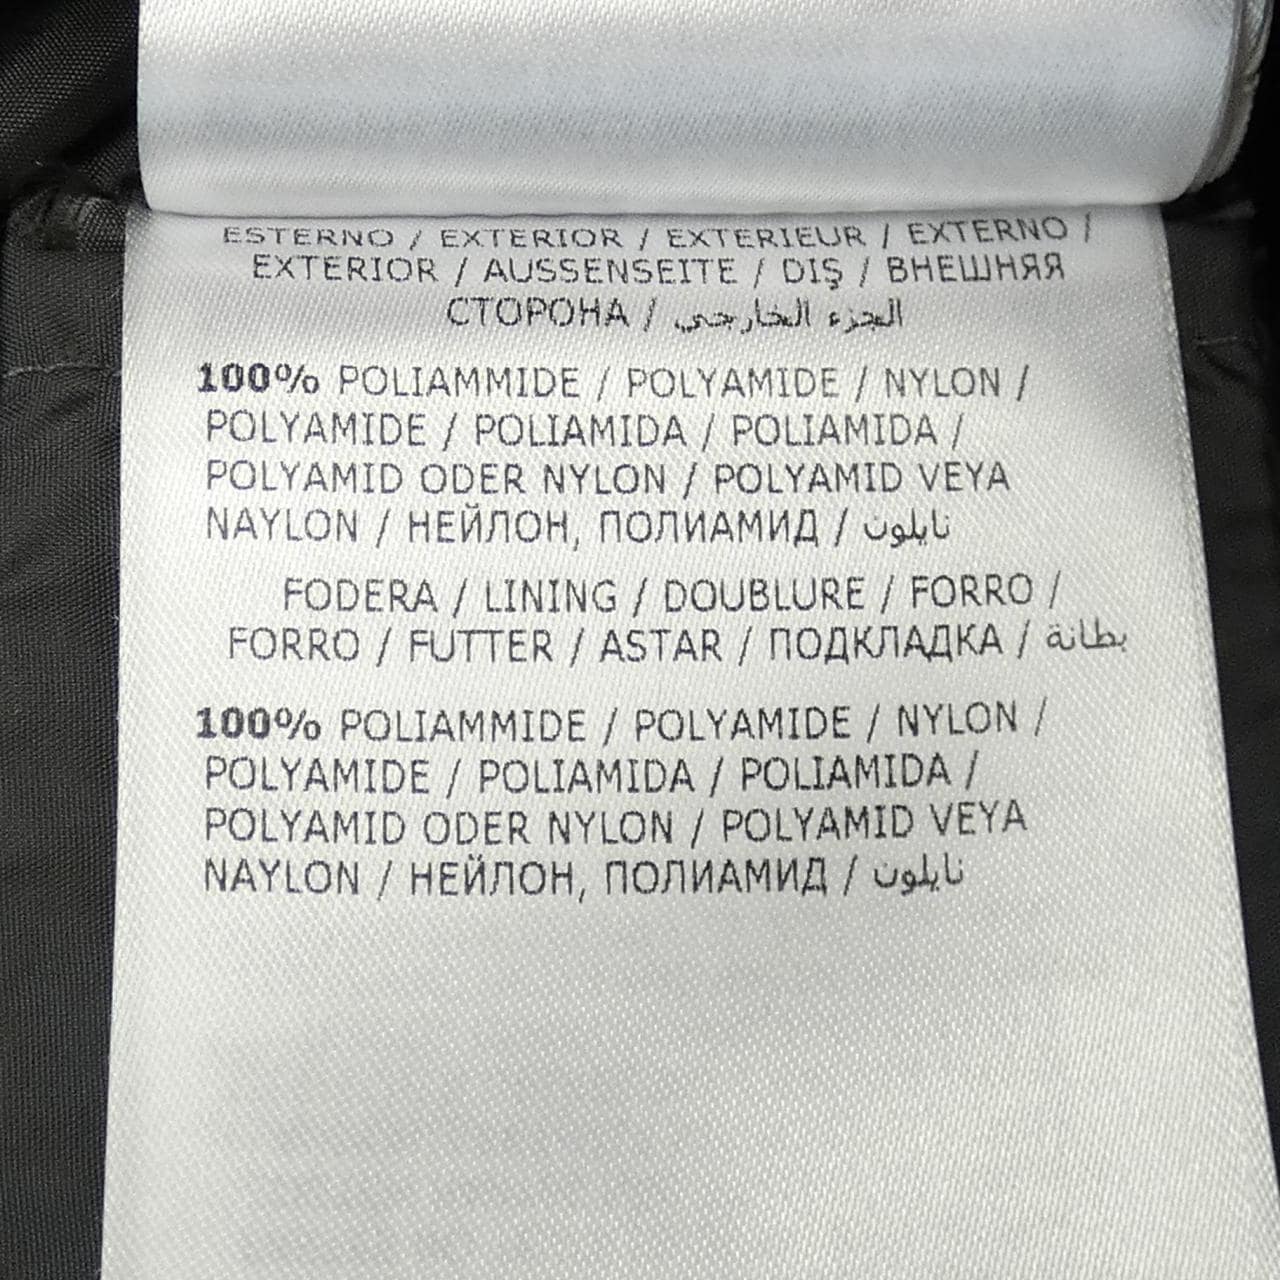 ESTERNO / EXTERIOR / EXTERIEUR / EXTERNO /
EXTERIOR / AUSSENSEITE / DIŞ / ВНЕШНЯЯ
СТОРОНА / الجزء الخارجي
100% POLIAMMIDE / POLYAMIDE / NYLON /
POLYAMIDE / POLIAMIDA / POLIAMIDA /
POLYAMID ODER NYLON / POLYAMID VEYA
NAYLON / НЕЙЛОН, ПОЛИАМИД / نايلون
FODERA / LINING / DOUBLURE / FORRO /
FORRO / FUTTER / ASTAR / ПОДКЛАДКА / بطانة
100% POLIAMMIDE / POLYAMIDE / NYLON /
POLYAMIDE / POLIAMIDA / POLIAMIDA /
POLYAMID ODER NYLON / POLYAMID VEYA
NAYLON / НЕЙЛОН, ПОЛИАМИД / نايلون